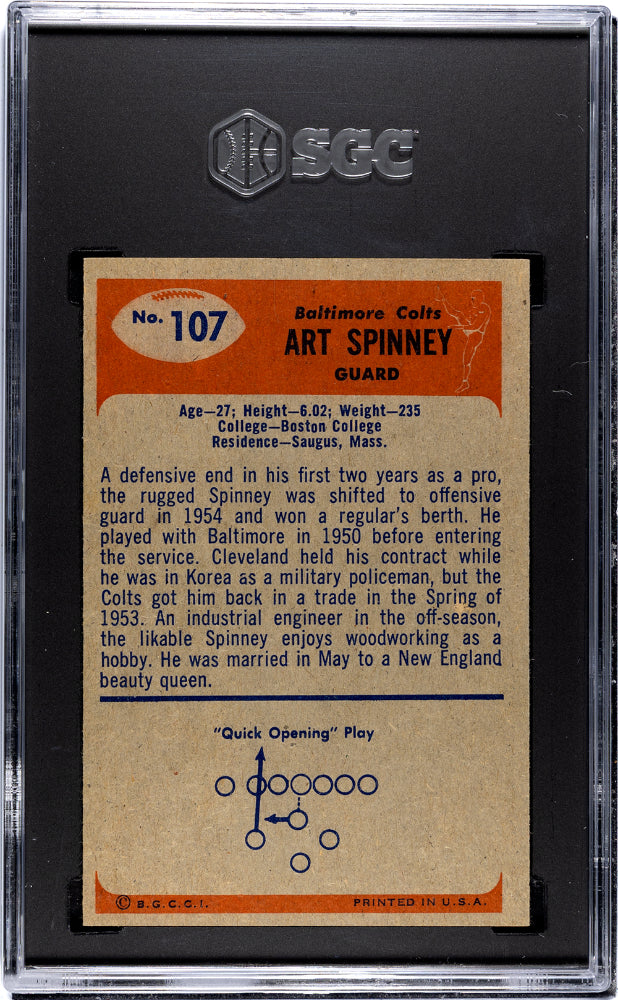 SGC
No. 107
Baltimore Colts
ART SPINNEY
GUARD
Age—27; Height—6.02; Weight—235
College—Boston College
Residence—Saugus, Mass.
A defensive end in his first two years as a pro,
the rugged Spinney was shifted to offensive
guard in 1954 and won a regular's berth. He
played with Baltimore in 1950 before entering
the service. Cleveland held his contract while
he was in Korea as a military policeman, but the
Colts got him back in a trade in the Spring of
1953. An industrial engineer in the off-season,
the likable Spinney enjoys woodworking as a
hobby. He was married in May to a New England
beauty queen.
"Quick Opening" Play
© B.G.C.G.I.
PRINTED IN U.S.A.